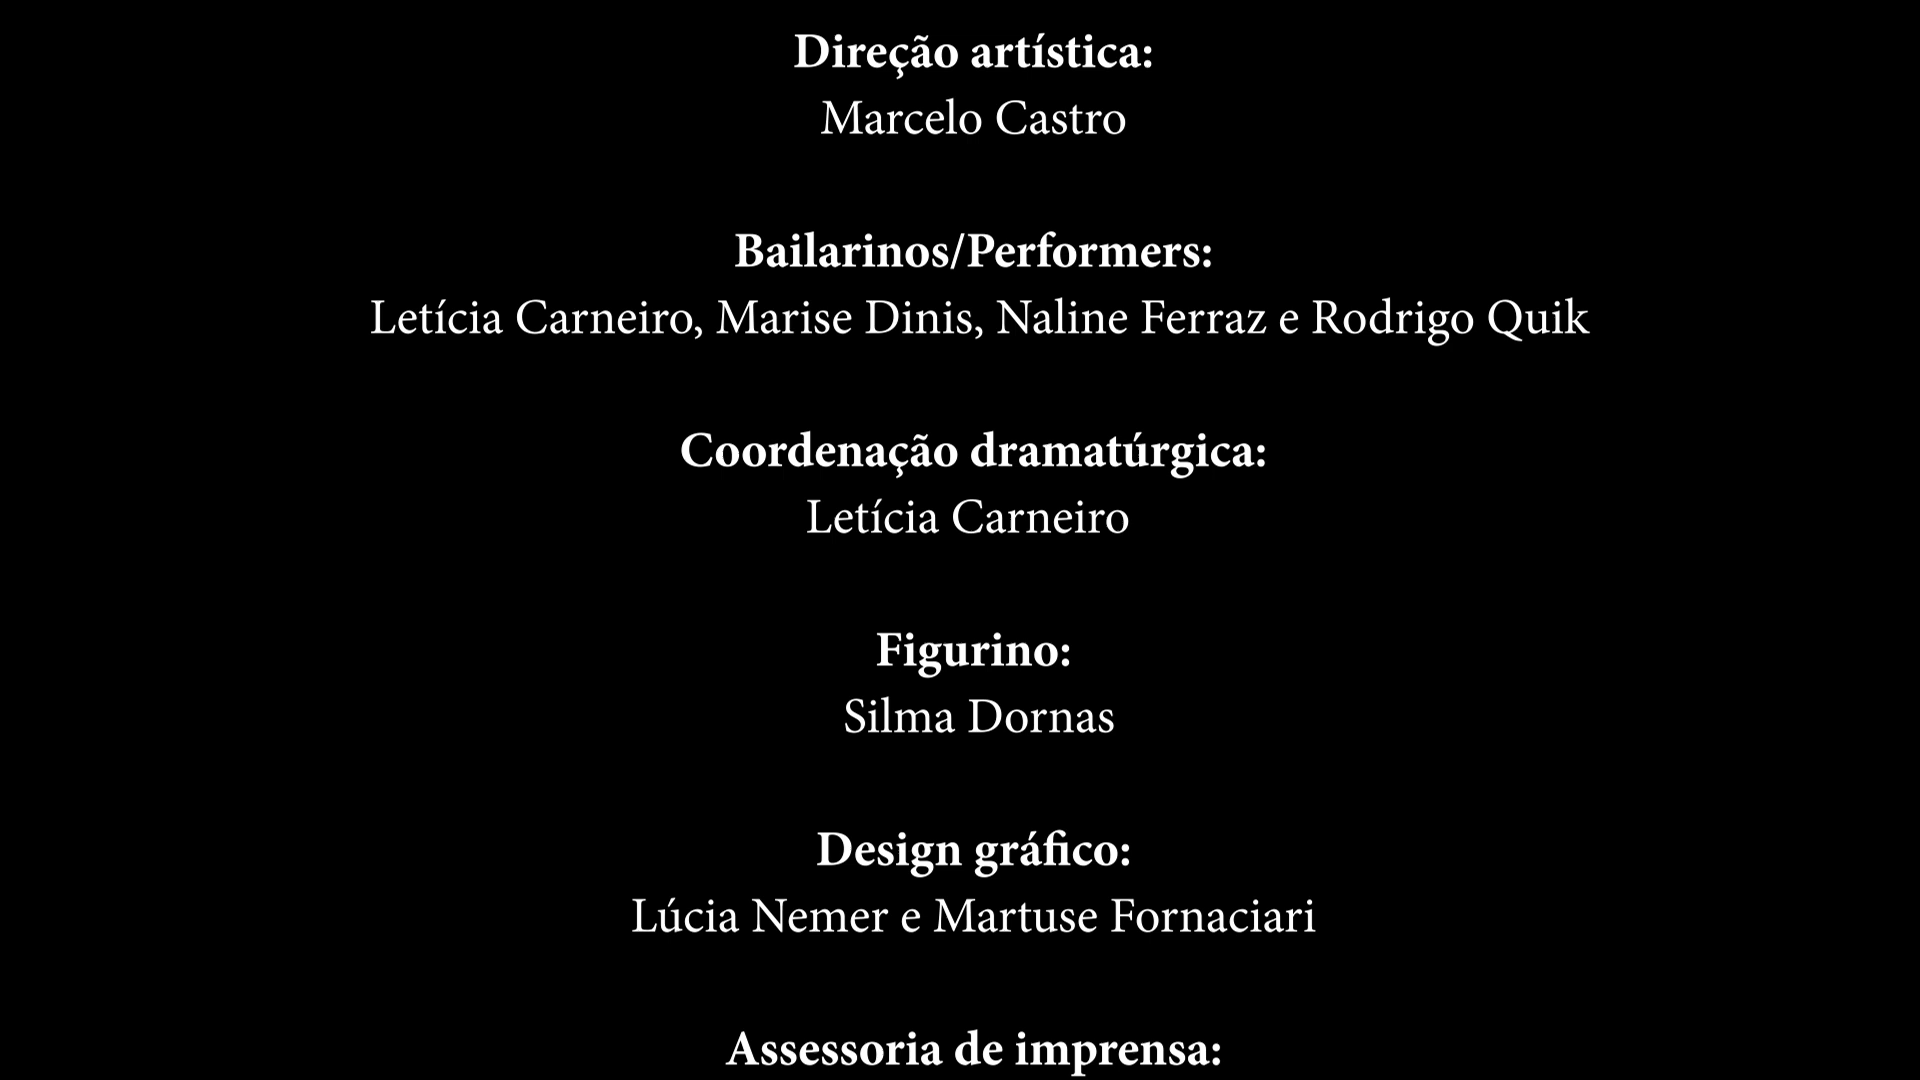 Direção artística:
Marcelo Castro
Bailarinos/Performers:
Letícia Carneiro, Marise Dinis, Naline Ferraz e Rodrigo Quik
Coordenação dramatúrgica:
Letícia Carneiro
Figurino:
Silma Dornas
Design gráfico:
Lúcia Nemer e Martuse Fornaciari
Assessoria de imprensa: